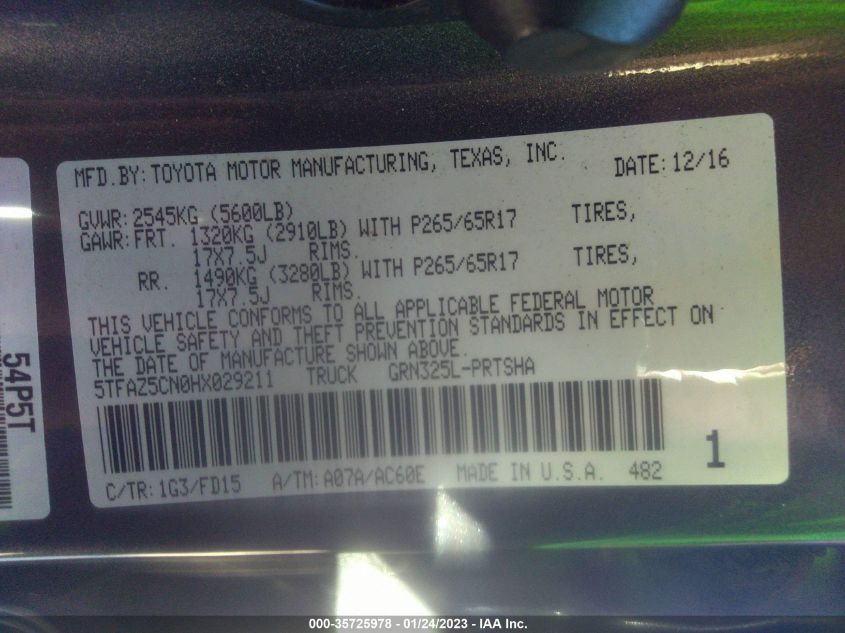 MFD.BY:TOYOTA MOTOR MANUFACTURING, TEXAS, INC. DATE:12/16
GVWR:2545KG (5600LB)
GAWR:FRT. 1320KG (2910LB) WITH P265/65R17 TIRES,
17X7.5J RIMS.
RR. 1490KG (3280LB) WITH P265/65R17 TIRES,
17X7.5J RIMS.
THIS VEHICLE CONFORMS TO ALL APPLICABLE FEDERAL MOTOR
VEHICLE SAFETY AND THEFT PREVENTION STANDARDS IN EFFECT ON
THE DATE OF MANUFACTURE SHOWN ABOVE.
5TFAZ5CN0HX029211 TRUCK GRN325L-PRTSHA
C/TR:1G3/FD15 A/TM:A07A/AC60E MADE IN U.S.A. 482
1
54P5T
000-35725978 - 01/24/2023 - IAA Inc.